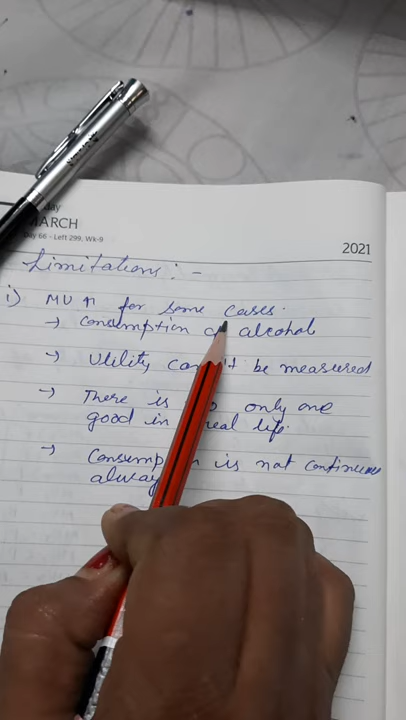 day
MARCH
Day 66 - Left 299, Wk-9
2021
Limitations : -
i) MU ↑↑ for some cases.
→ Consumption alcohol
→ Utility can't be measured
→ There is only one
good in real life.
→ Consump is not continuous
always